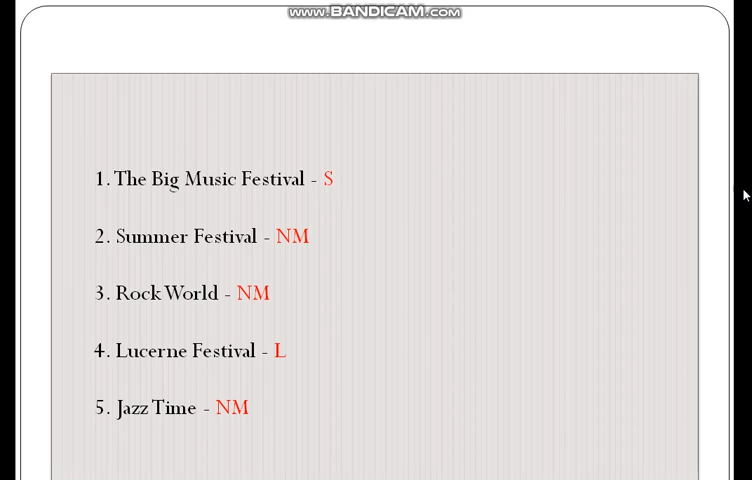 www.BANDICAM.com
1. The Big Music Festival - S
2. Summer Festival - NM
3. Rock World - NM
4. Lucerne Festival - L
5. Jazz Time - NM